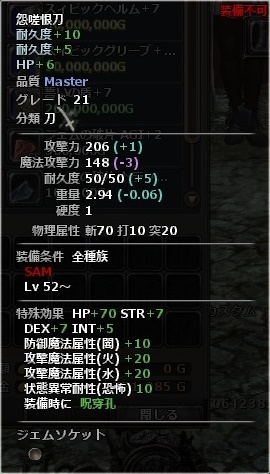 装備不可
怨嗟恨刀
耐久度+10
耐久度+5
HP+6
品質 Master
グレード 21
分類 刀
攻撃力 206 (+1)
魔法攻撃力 148 (-3)
耐久度 50/50 (+5)
重量 2.94 (-0.06)
硬度 1
物理属性 斬70 打10 突20
装備条件 全種族
SAM
Lv 52～
特殊効果 HP+70 STR+7
DEX+7 INT+5
防御魔法属性(闇) +10
攻撃魔法属性(火) +20
攻撃魔法属性(水) +20
状態異常耐性(恐怖) 10
装備時に 呪穿孔
閉じる
ジェムソケット